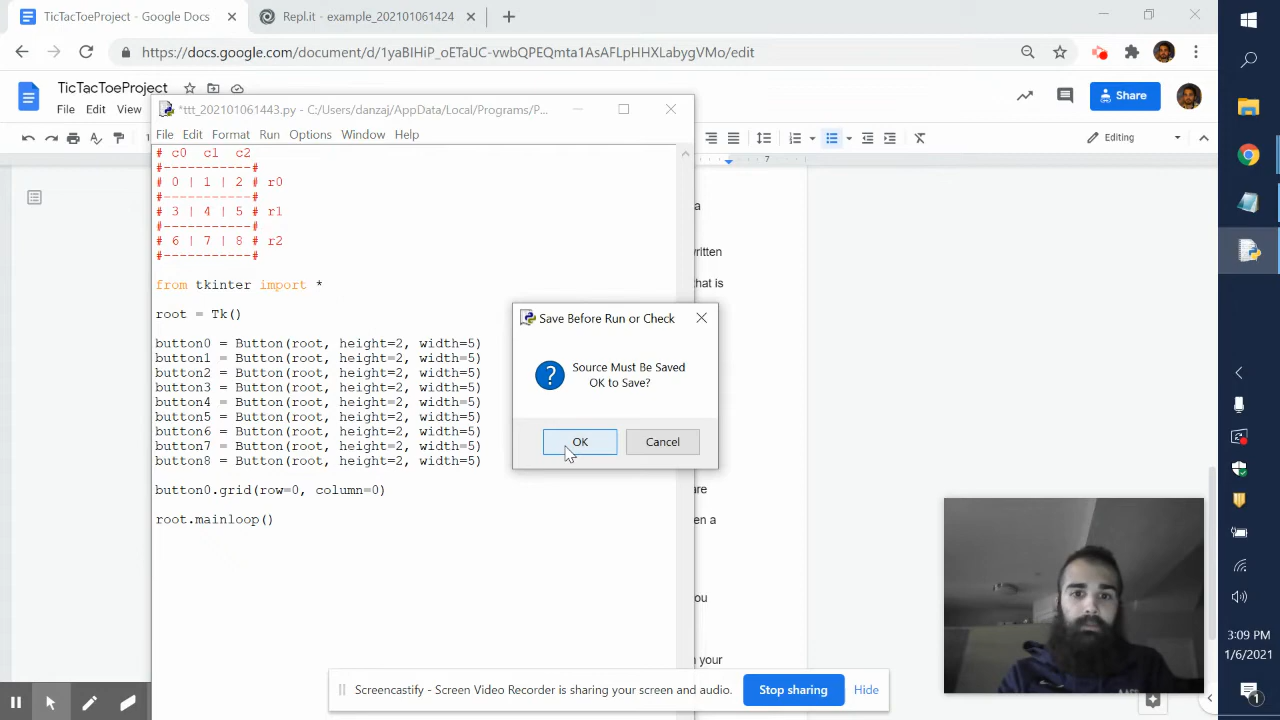 TicTacToeProject - Google Docs
Repl.it - example_202101061424
https://docs.google.com/document/d/1yaBIHiP_oETAUC-vwbQPEQmta1AsAFLpHHXLabygVMo/edit
TicTacToeProject
File Edit View
Share
Editing
7
*ttt_202101061443.py - C:/Users/danzaj/AppData/Local/Programs/P...
File Edit Format Run Options Window Help
# c0 c1 c2
#-----------#
# 0 | 1 | 2 # r0
#-----------#
# 3 | 4 | 5 # r1
#-----------#
# 6 | 7 | 8 # r2
#-----------#
from tkinter import *
root = Tk()
button0 = Button(root, height=2, width=5)
button1 = Button(root, height=2, width=5)
button2 = Button(root, height=2, width=5)
button3 = Button(root, height=2, width=5)
button4 = Button(root, height=2, width=5)
button5 = Button(root, height=2, width=5)
button6 = Button(root, height=2, width=5)
button7 = Button(root, height=2, width=5)
button8 = Button(root, height=2, width=5)
button0.grid(row=0, column=0)
root.mainloop()
Save Before Run or Check
Source Must Be Saved
OK to Save?
OK Cancel
a
ritten
that is
are
en a
ou
n your
Screencastify - Screen Video Recorder is sharing your screen and audio.
Stop sharing
Hide
3:09 PM
1/6/2021
1